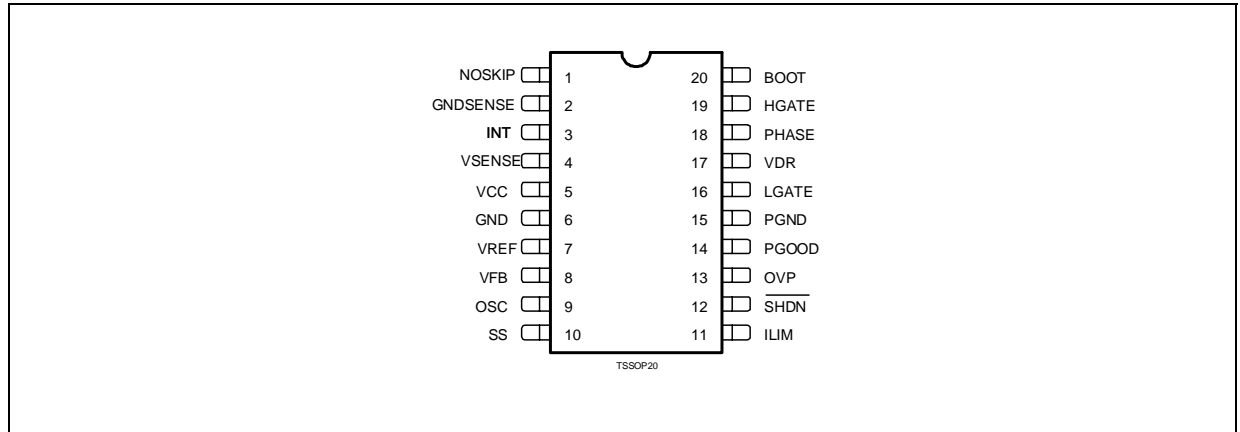 NOSKIP 1 20 BOOT
GNDSENSE 2 19 HGATE
INT 3 18 PHASE
VSENSE 4 17 VDR
VCC 5 16 LGATE
GND 6 15 PGND
VREF 7 14 PGOOD
VFB 8 13 OVP
OSC 9 12 SHDN
SS 10 11 ILIM
TSSOP20